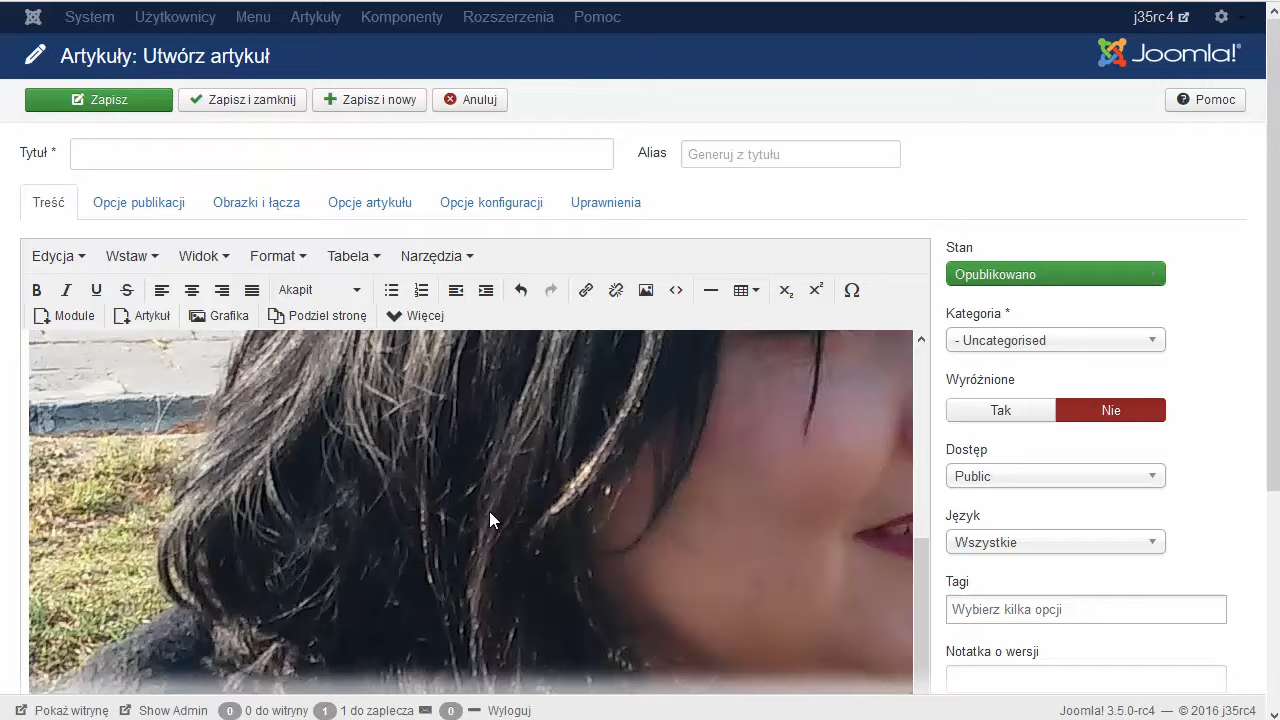 System Użytkownicy Menu Artykuły Komponenty Rozszerzenia Pomoc j35rc4
Artykuły: Utwórz artykuł Joomla!®
Zapisz Zapisz i zamknij Zapisz i nowy Anuluj Pomoc
Tytuł * Alias Generuj z tytułu
Treść Opcje publikacji Obrazki i łącza Opcje artykułu Opcje konfiguracji Uprawnienia
Edycja Wstaw Widok Format Tabela Narzędzia
B I U S Akapit
Module Artykuł Grafika Podziel stronę Więcej
Stan
Opublikowano
Kategoria *
- Uncategorised
Wyróżnione
Tak Nie
Dostęp
Public
Język
Wszystkie
Tagi
Wybierz kilka opcji
Notatka o wersji
Pokaż witrynę Show Admin 0 0 do witryny 1 1 do zaplecza 0 Wyloguj Joomla! 3.5.0-rc4 — © 2016 j35rc4